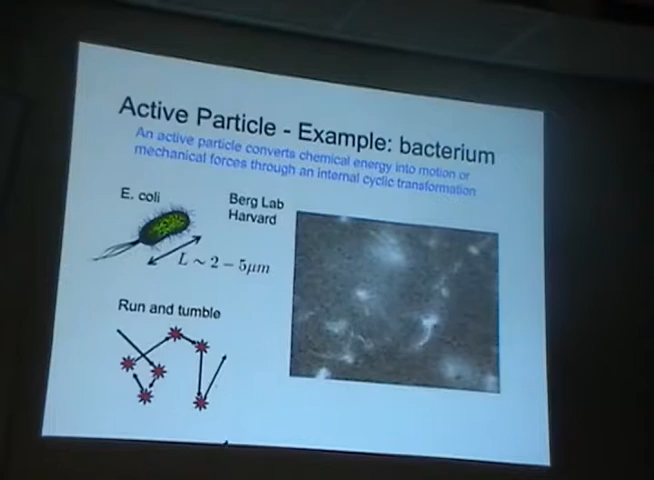 Active Particle - Example: bacterium
An active particle converts chemical energy into motion or
mechanical forces through an internal cyclic transformation
E. coli
Berg Lab
Harvard
L ~ 2 - 5μm
Run and tumble